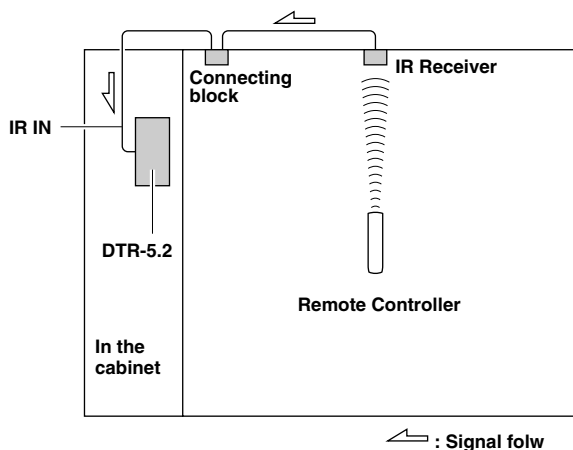 Connecting
block
IR Receiver
IR IN
DTR-5.2
Remote Controller
In the
cabinet
: Signal folw